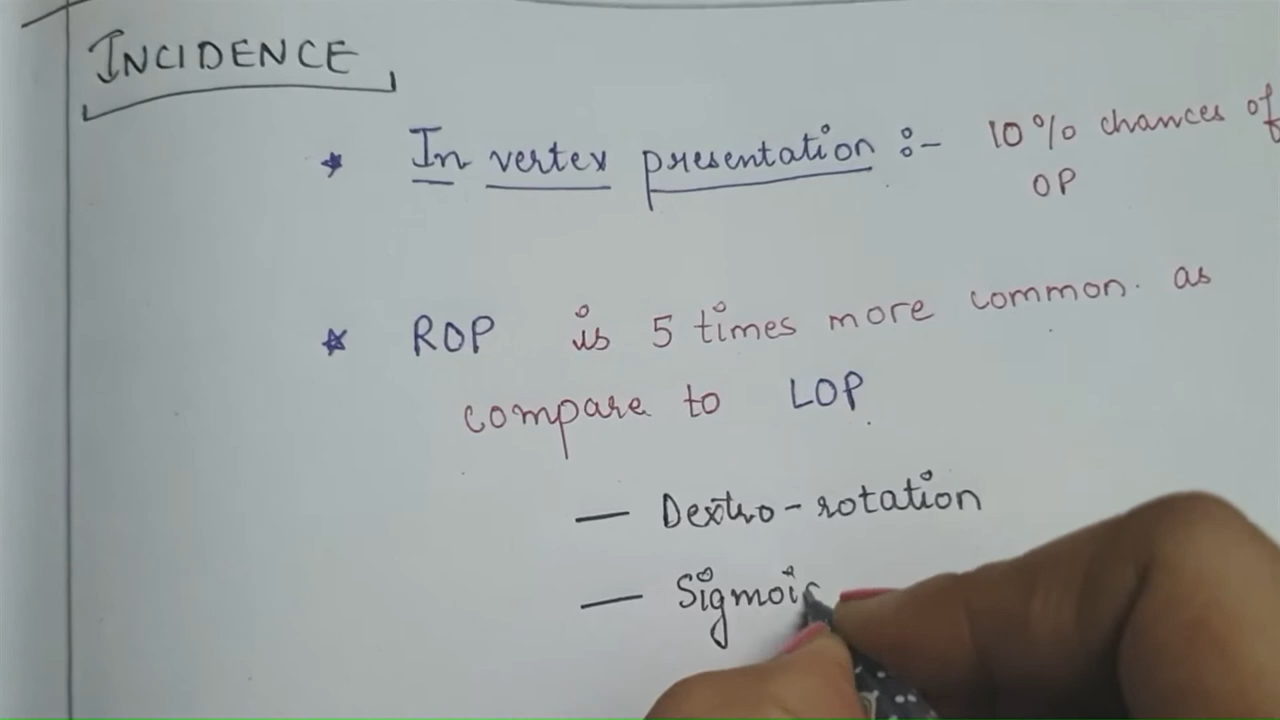 INCIDENCE
In vertex presentation :- 10% chances of
OP
ROP is 5 times more common. as
compare to LOP
— Dextro-rotation
— Sigmoi